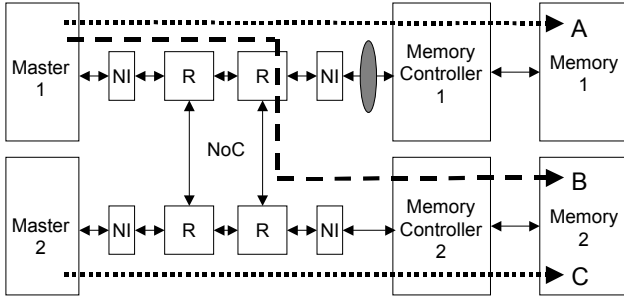 A
Master
1
NI
R
R
NI
Memory
Controller
1
Memory
1
NoC
B
Master
2
NI
R
R
NI
Memory
Controller
2
Memory
2
C